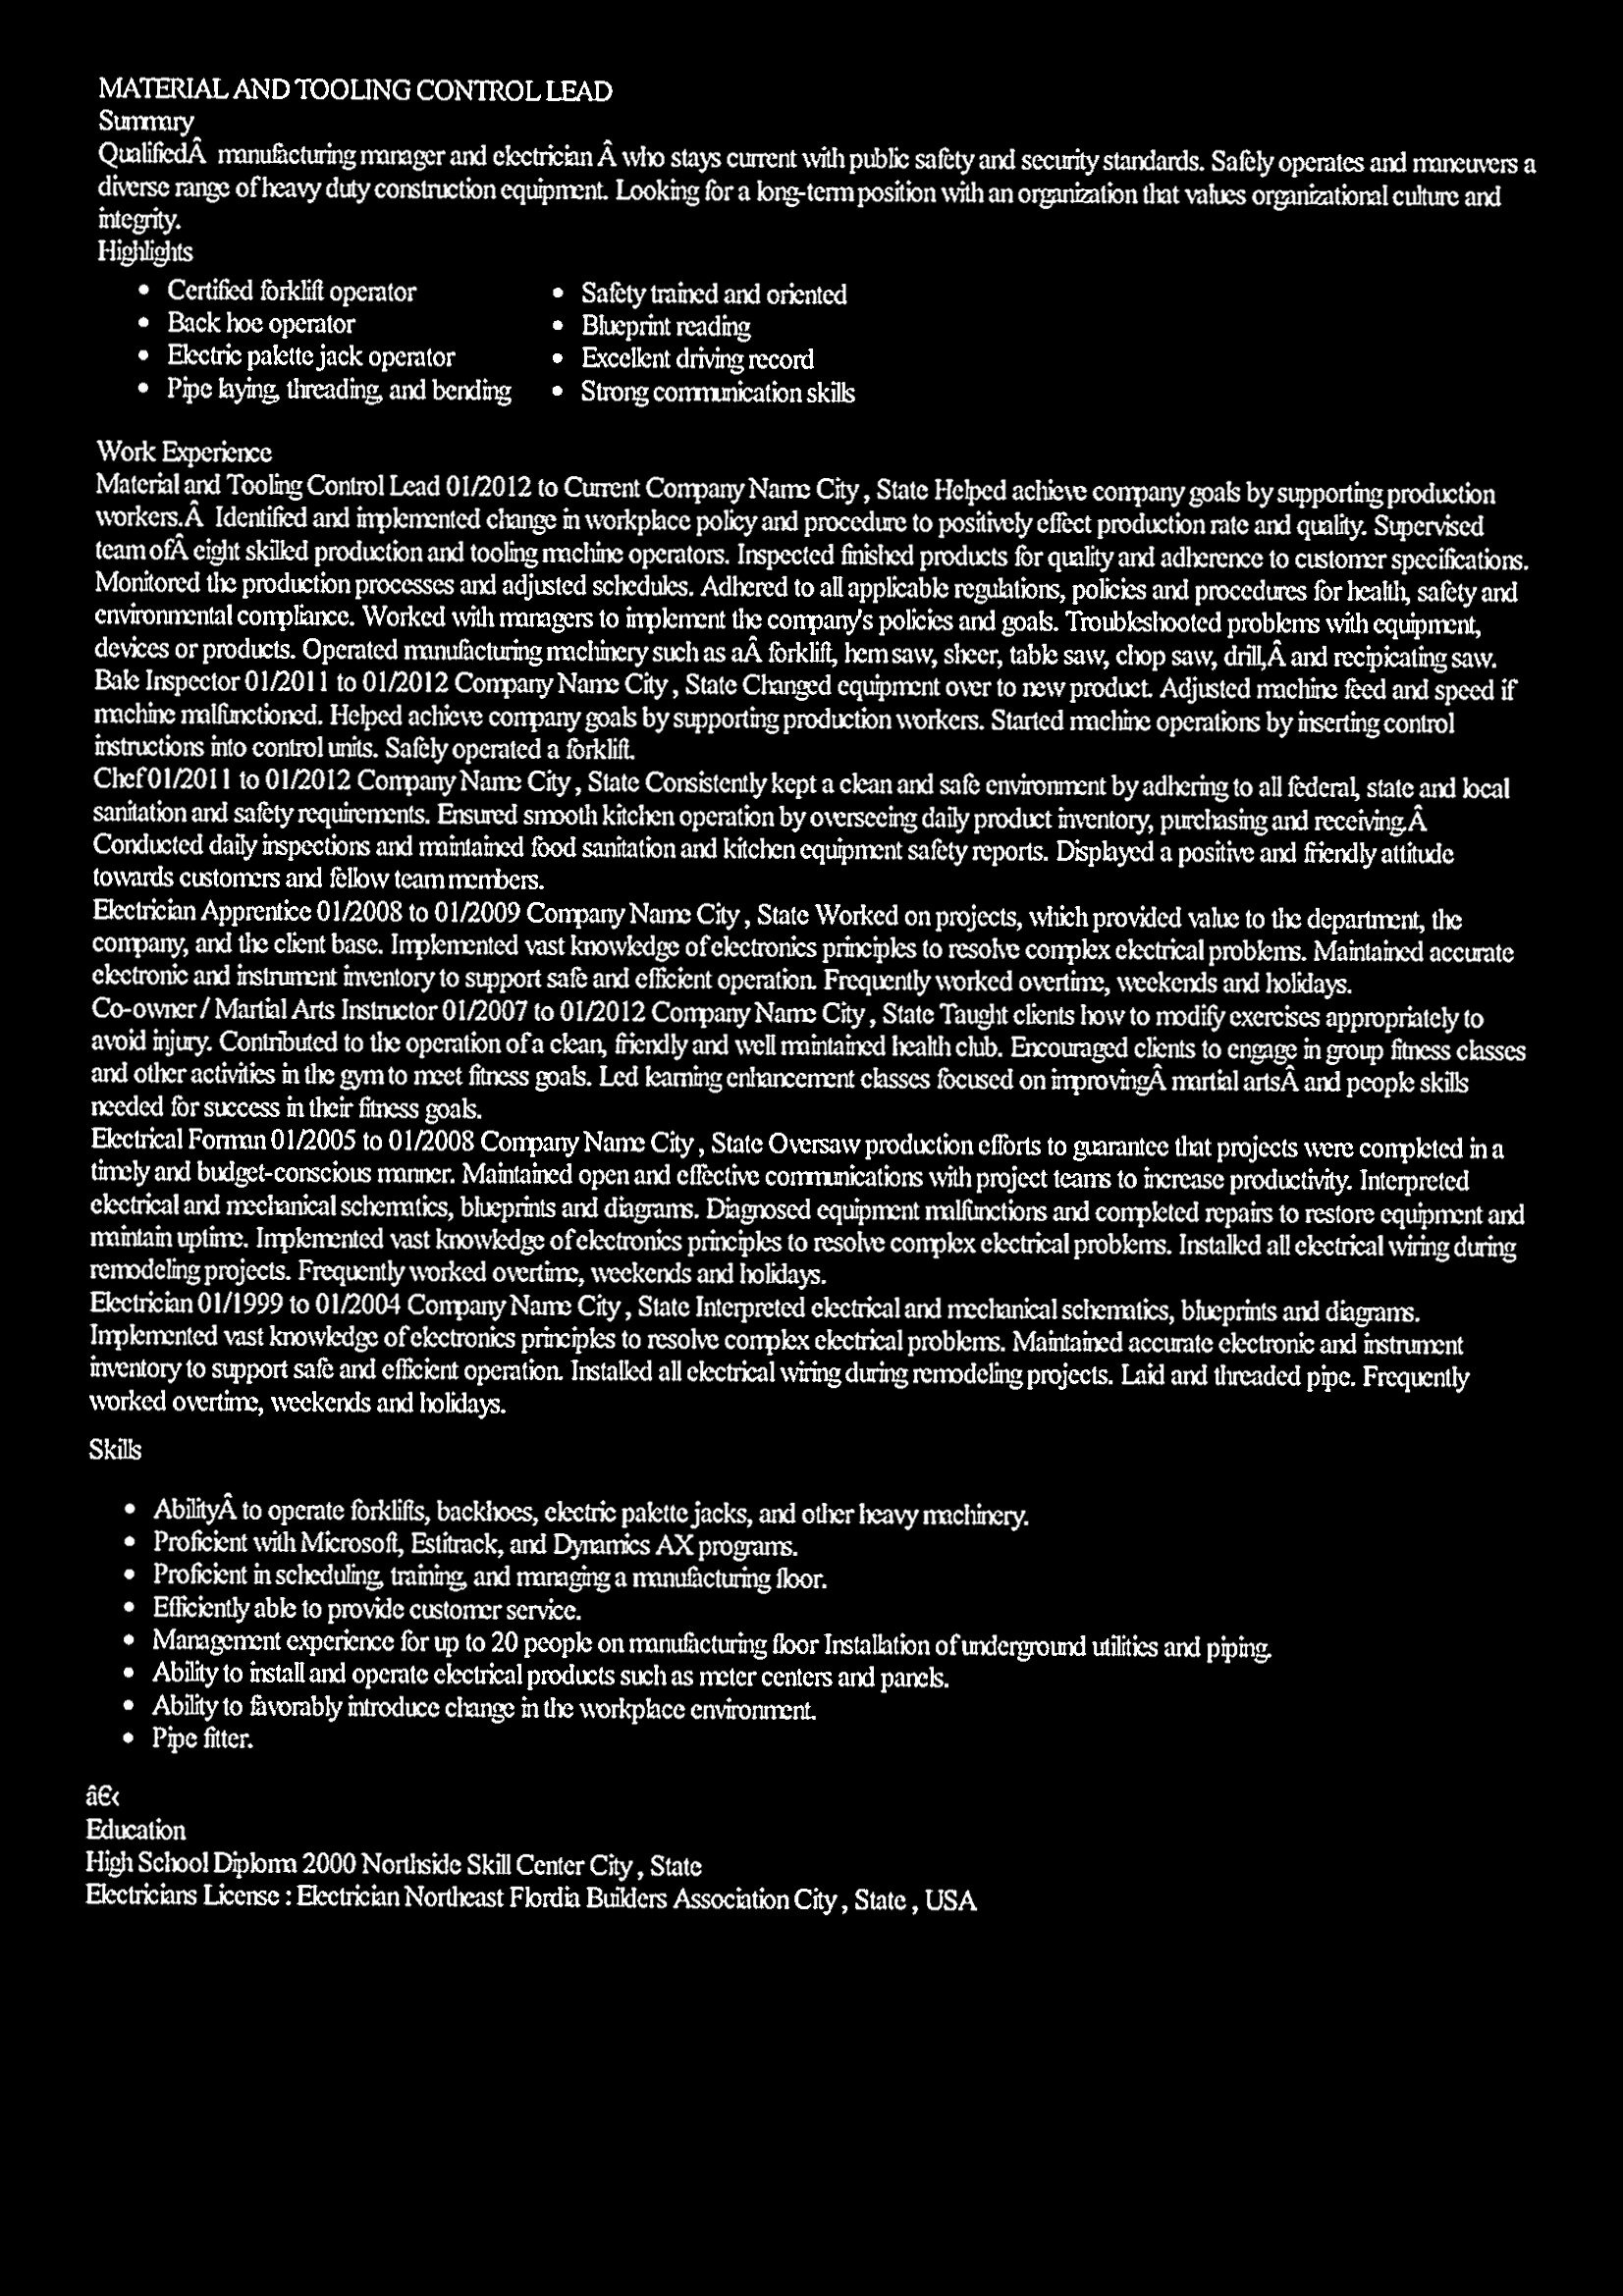 MATERIAL AND TOOLING CONTROL LEAD
Summary
QualifiedÂ  manufacturing manager and electrician Â who stays current with public safety and security standards. Safely operates and maneuvers a
diverse range of heavy duty construction equipment. Looking for a long-term position with an organization that values organizational culture and
integrity.
Highlights
• Certified forklift operator
• Back hoe operator
• Electric palette jack operator
• Pipe laying, threading, and bending
• Safety trained and oriented
• Blueprint reading
• Excellent driving record
• Strong communication skills
Work Experience
Material and Tooling Control Lead 01/2012 to Current Company Name City , State Helped achieve company goals by supporting production
workers.Â  Identified and implemented change in workplace policy and procedure to positively effect production rate and quality. Supervised
team ofÂ eight skilled production and tooling machine operators. Inspected finished products for quality and adherence to customer specifications.
Monitored the production processes and adjusted schedules. Adhered to all applicable regulations, policies and procedures for health, safety and
environmental compliance. Worked with managers to implement the company's policies and goals. Troubleshooted problems with equipment,
devices or products. Operated manufacturing machinery such as aÂ forklift, hem saw, sheer, table saw, chop saw, drill,Â and recipicating saw.
Bale Inspector 01/2011 to 01/2012 Company Name City , State Changed equipment over to new product. Adjusted machine feed and speed if
machine malfunctioned. Helped achieve company goals by supporting production workers. Started machine operations by inserting control
instructions into control units. Safely operated a forklift.
Chef 01/2011 to 01/2012 Company Name City , State Consistently kept a clean and safe environment by adhering to all federal, state and local
sanitation and safety requirements. Ensured smooth kitchen operation by overseeing daily product inventory, purchasing and receiving.Â
Conducted daily inspections and maintained food sanitation and kitchen equipment safety reports. Displayed a positive and friendly attitude
towards customers and fellow team members.
Electrician Apprentice 01/2008 to 01/2009 Company Name City , State Worked on projects, which provided value to the department, the
company, and the client base. Implemented vast knowledge of electronics principles to resolve complex electrical problems. Maintained accurate
electronic and instrument inventory to support safe and efficient operation. Frequently worked overtime, weekends and holidays.
Co-owner / Martial Arts Instructor 01/2007 to 01/2012 Company Name City , State Taught clients how to modify exercises appropriately to
avoid injury. Contributed to the operation of a clean, friendly and well maintained health club. Encouraged clients to engage in group fitness classes
and other activities in the gym to meet fitness goals. Led learning enhancement classes focused on improvingÂ martial artsÂ and people skills
needed for success in their fitness goals.
Electrical Forman 01/2005 to 01/2008 Company Name City , State Oversaw production efforts to guarantee that projects were completed in a
timely and budget-conscious manner. Maintained open and effective communications with project teams to increase productivity. Interpreted
electrical and mechanical schematics, blueprints and diagrams. Diagnosed equipment malfunctions and completed repairs to restore equipment and
maintain uptime. Implemented vast knowledge of electronics principles to resolve complex electrical problems. Installed all electrical wiring during
remodeling projects. Frequently worked overtime, weekends and holidays.
Electrician 01/1999 to 01/2004 Company Name City , State Interpreted electrical and mechanical schematics, blueprints and diagrams.
Implemented vast knowledge of electronics principles to resolve complex electrical problems. Maintained accurate electronic and instrument
inventory to support safe and efficient operation. Installed all electrical wiring during remodeling projects. Laid and threaded pipe. Frequently
worked overtime, weekends and holidays.
Skills
• AbilityÂ to operate forklifts, backhoes, electric palette jacks, and other heavy machinery.
• Proficient with Microsoft, Estitrack, and Dynamics AX programs.
• Proficient in scheduling, training, and managing a manufacturing floor.
• Efficiently able to provide customer service.
• Management experience for up to 20 people on manufacturing floor Installation of underground utilities and piping.
• Ability to install and operate electrical products such as meter centers and panels.
• Ability to favorably introduce change in the workplace environment.
• Pipe fitter.
â€‹
Education
High School Diploma 2000 Northside Skill Center City , State
Electricians License : Electrician Northeast Flordia Builders Association City , State , USA